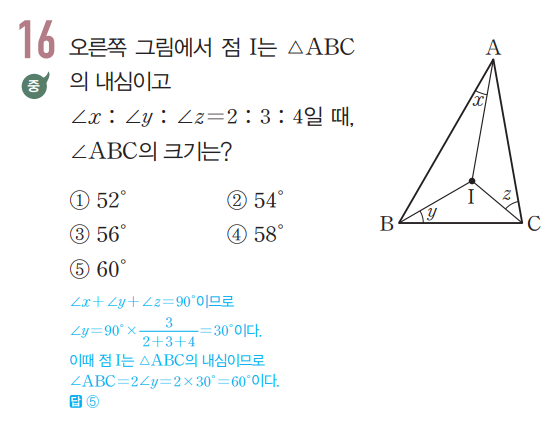 16
중
오른쪽 그림에서 점 I는 △ABC
의 내심이고
∠x : ∠y : ∠z=2 : 3 : 4일 때,
∠ABC의 크기는?
① 52° ② 54°
③ 56° ④ 58°
⑤ 60°
∠x+∠y+∠z=90°이므로
∠y=90°× 3/(2+3+4) =30°이다.
이때 점 I는 △ABC의 내심이므로
∠ABC=2∠y=2×30°=60°이다.
답 ⑤
A
x
I
z
B
y
C